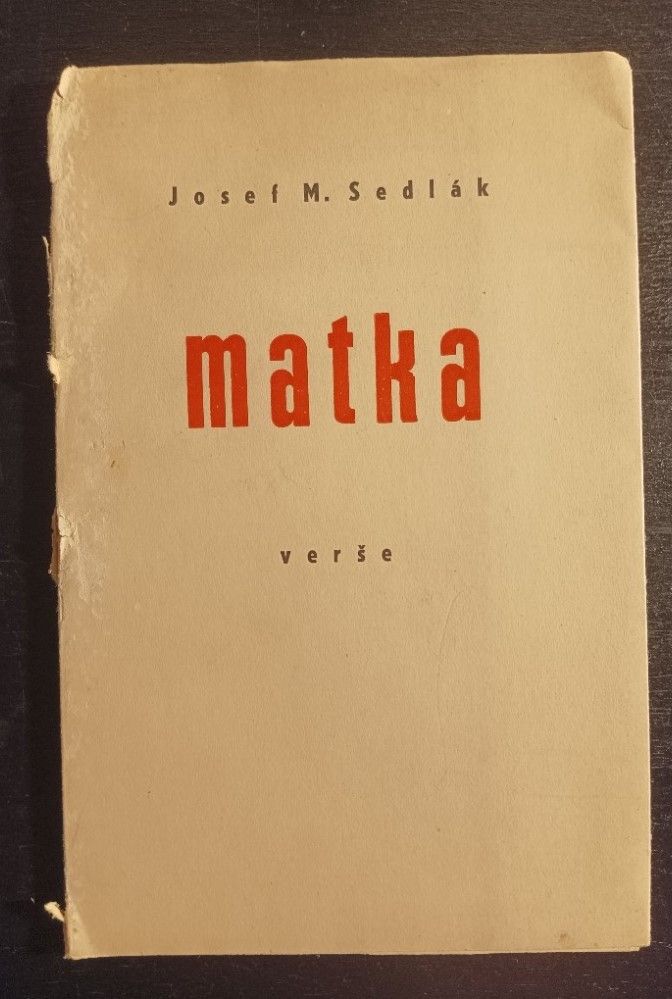 Josef M. Sedlák
matka
verše